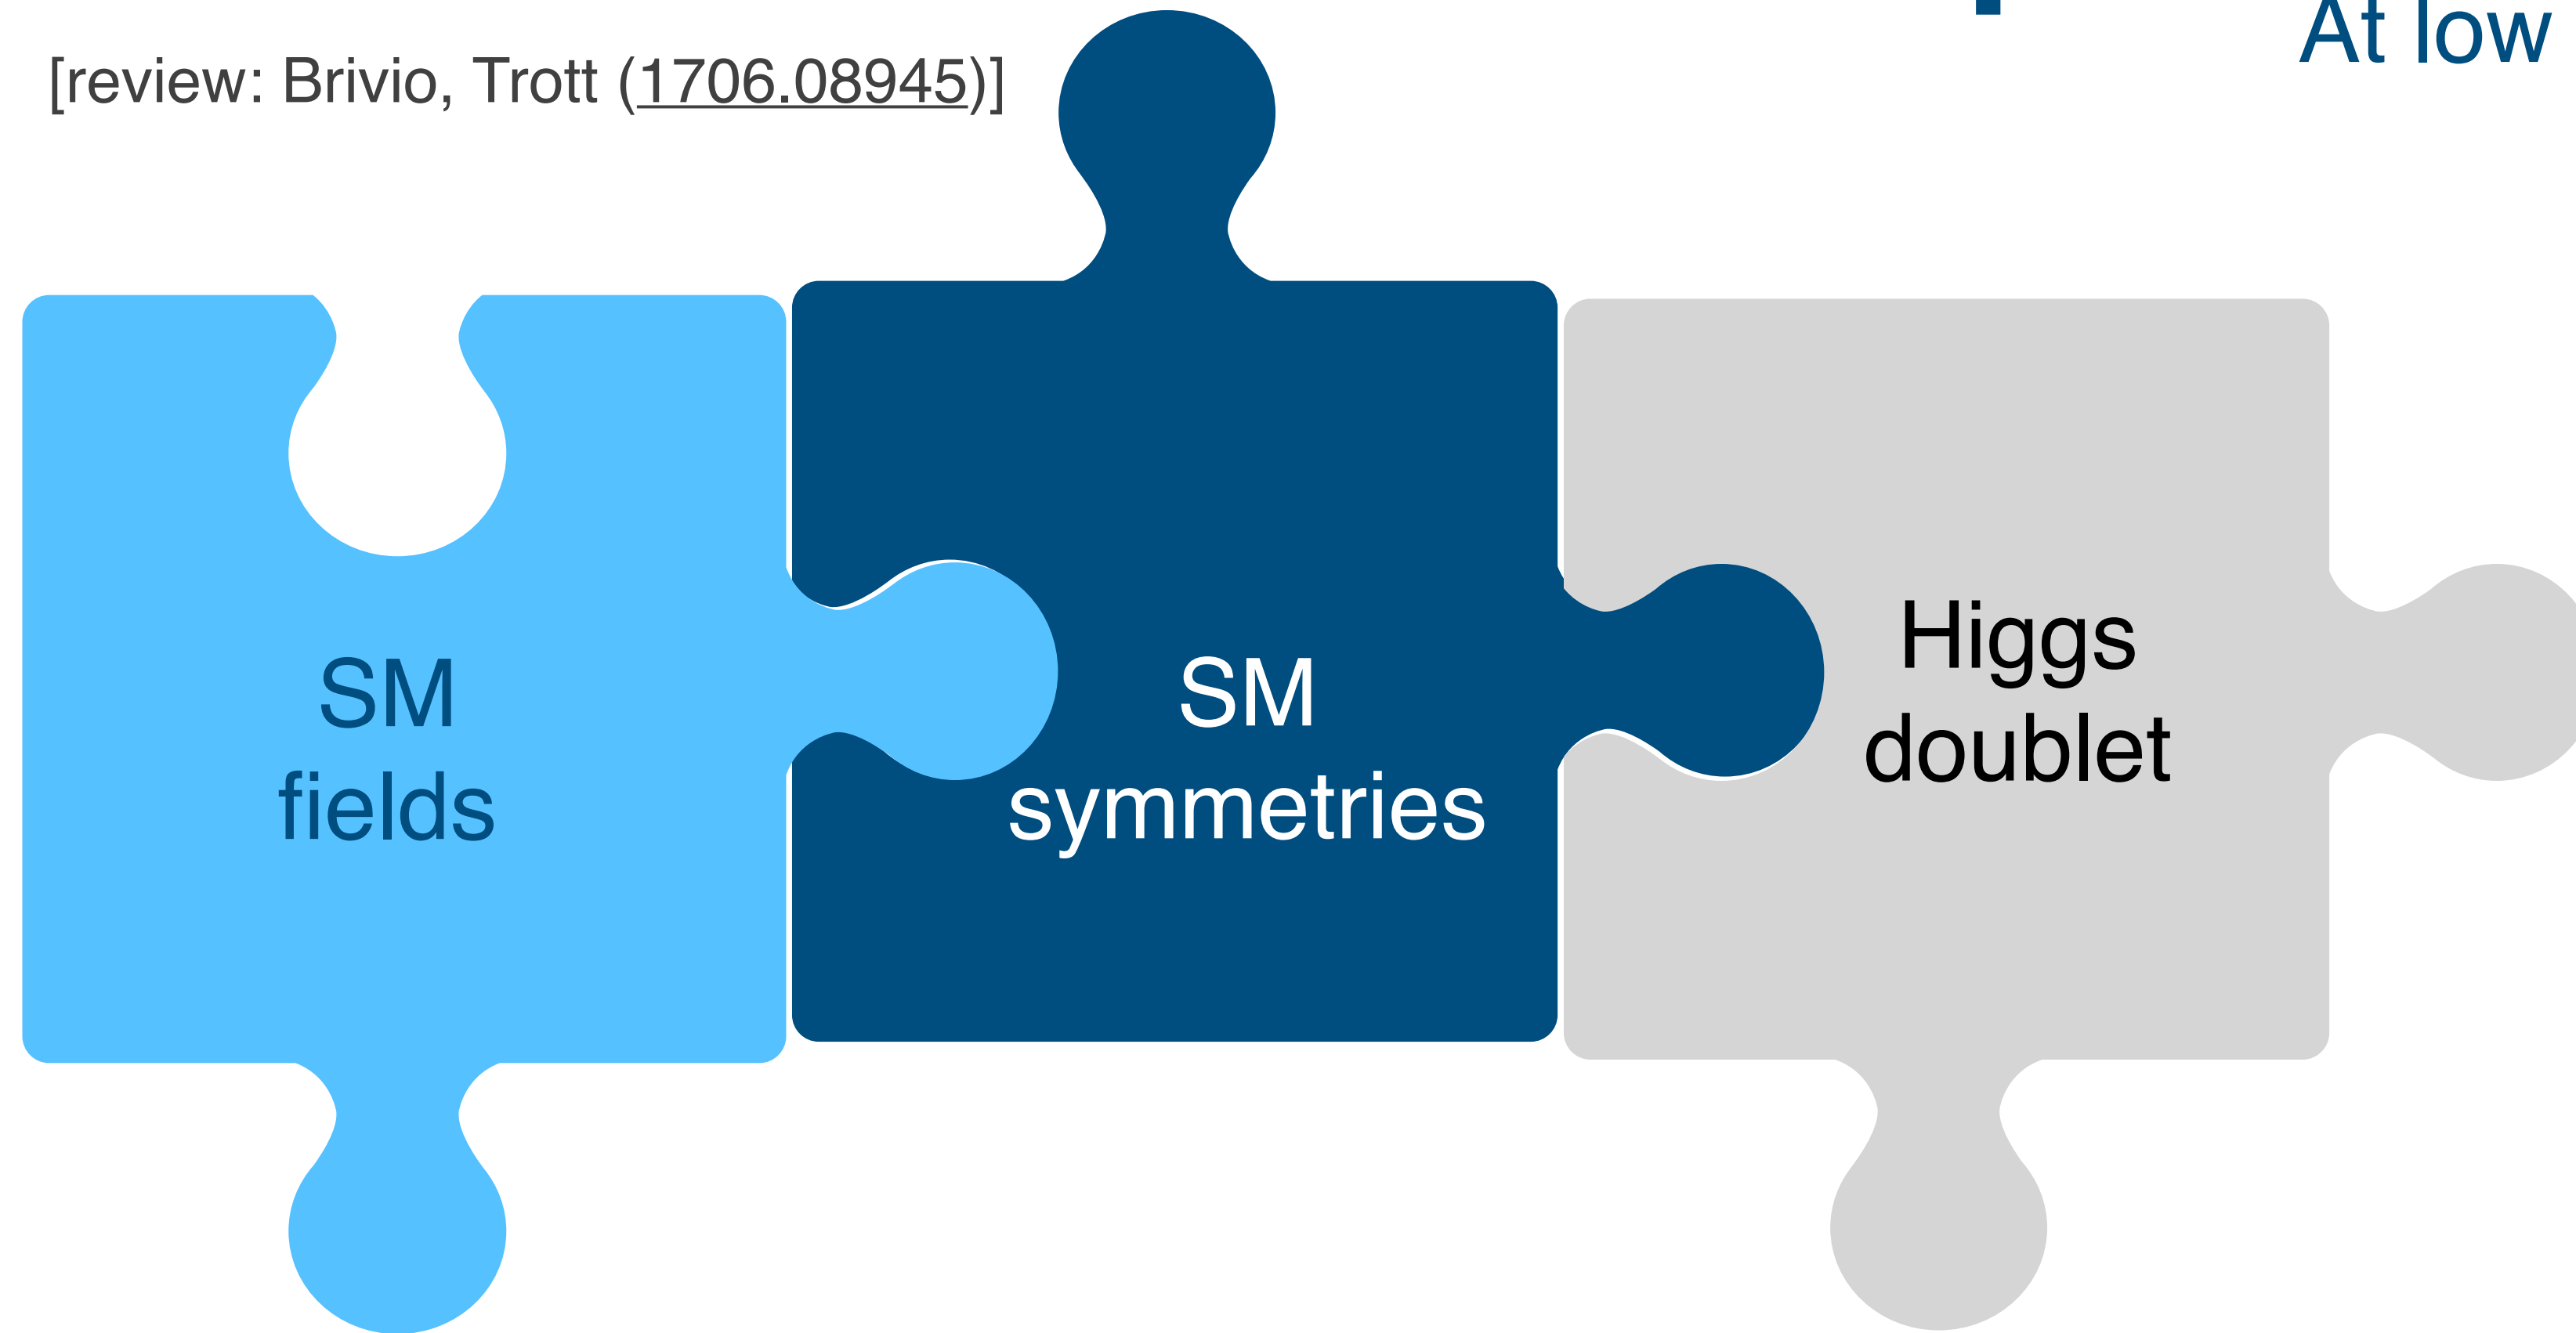 At low
[review: Brivio, Trott (1706.08945)]
SM
fields
SM
symmetries
Higgs
doublet